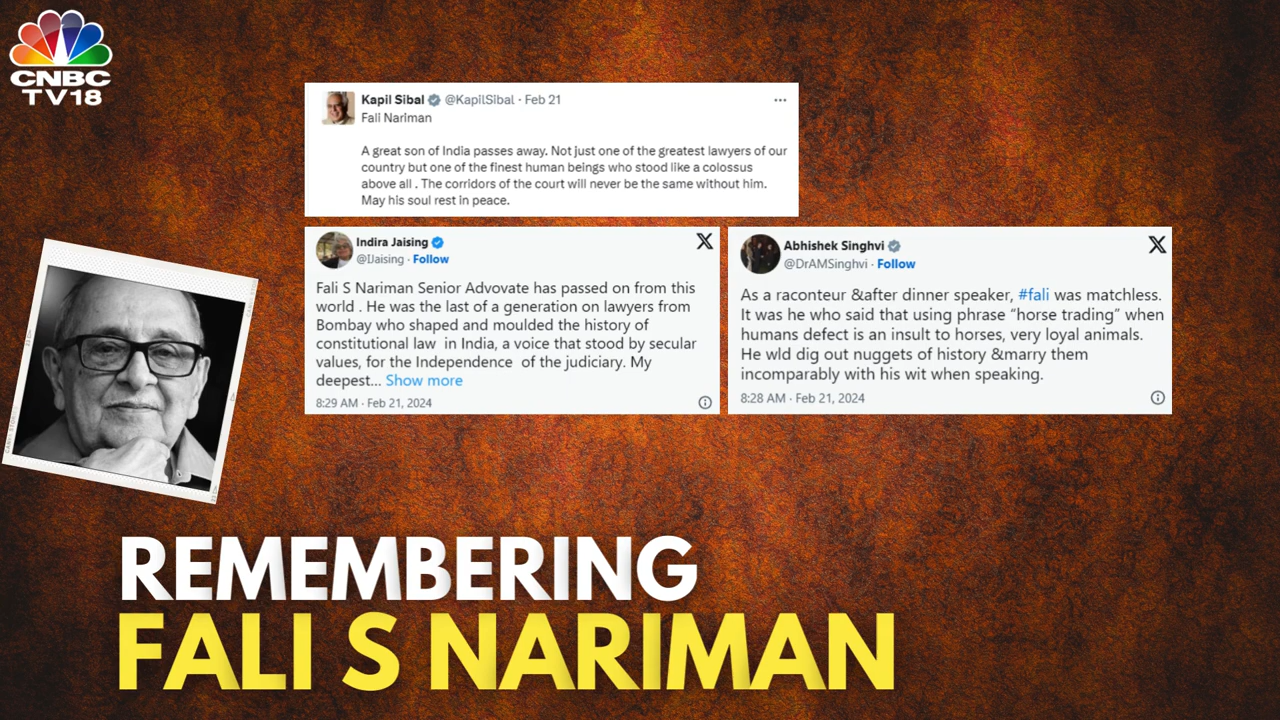 CNBC
TV18
Kapil Sibal @KapilSibal · Feb 21
Fali Nariman
A great son of India passes away. Not just one of the greatest lawyers of our
country but one of the finest human beings who stood like a colossus
above all . The corridors of the court will never be the same without him.
May his soul rest in peace.
Indira Jaising
@IJaising · Follow
Fali S Nariman Senior Advovate has passed on from this
world . He was the last of a generation on lawyers from
Bombay who shaped and moulded the history of
constitutional law in India, a voice that stood by secular
values, for the Independence of the judiciary. My
deepest... Show more
8:29 AM · Feb 21, 2024
Abhishek Singhvi
@DrAMSinghvi · Follow
As a raconteur &after dinner speaker, #fali was matchless.
It was he who said that using phrase “horse trading” when
humans defect is an insult to horses, very loyal animals.
He wld dig out nuggets of history &marry them
incomparably with his wit when speaking.
8:28 AM · Feb 21, 2024
REMEMBERING
FALI S NARIMAN